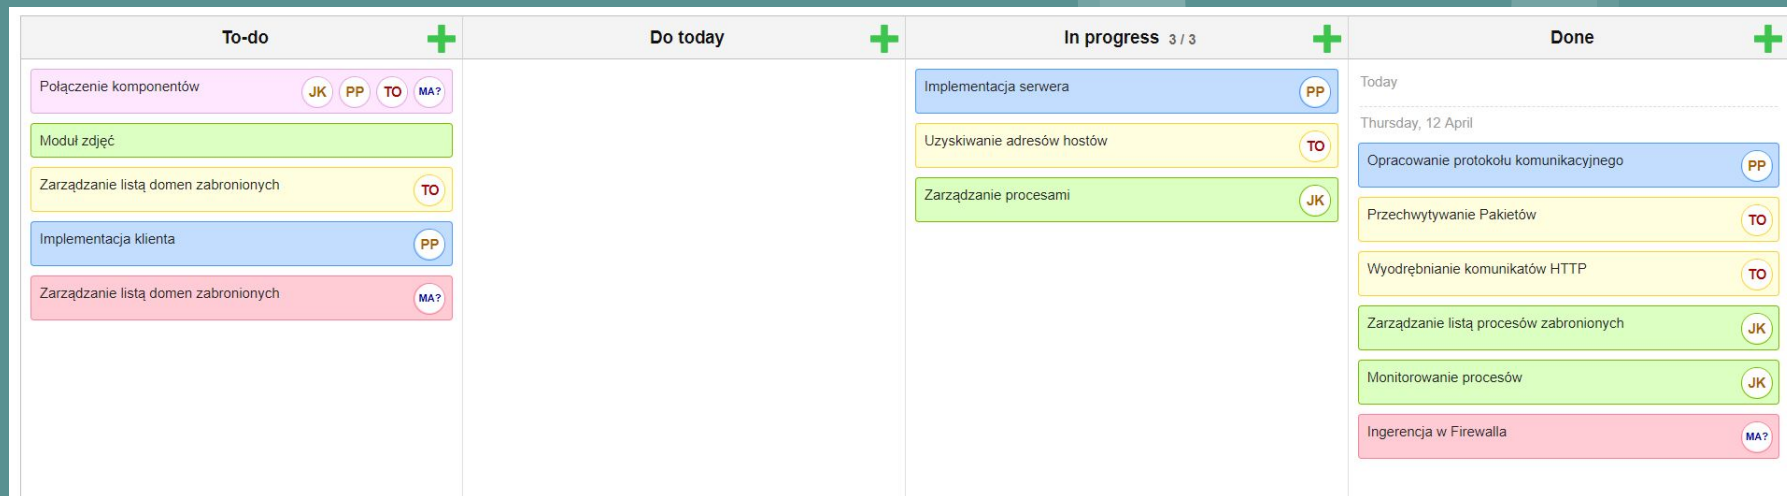 To-do
Połączenie komponentów JK PP TO MA?
Moduł zdjęć
Zarządzanie listą domen zabronionych TO
Implementacja klienta PP
Zarządzanie listą domen zabronionych MA?
Do today
In progress 3 / 3
Implementacja serwera PP
Uzyskiwanie adresów hostów TO
Zarządzanie procesami JK
Done
Today
Thursday, 12 April
Opracowanie protokołu komunikacyjnego PP
Przechwytywanie Pakietów TO
Wyodrębnianie komunikatów HTTP TO
Zarządzanie listą procesów zabronionych JK
Monitorowanie procesów JK
Ingerencja w Firewalla MA?